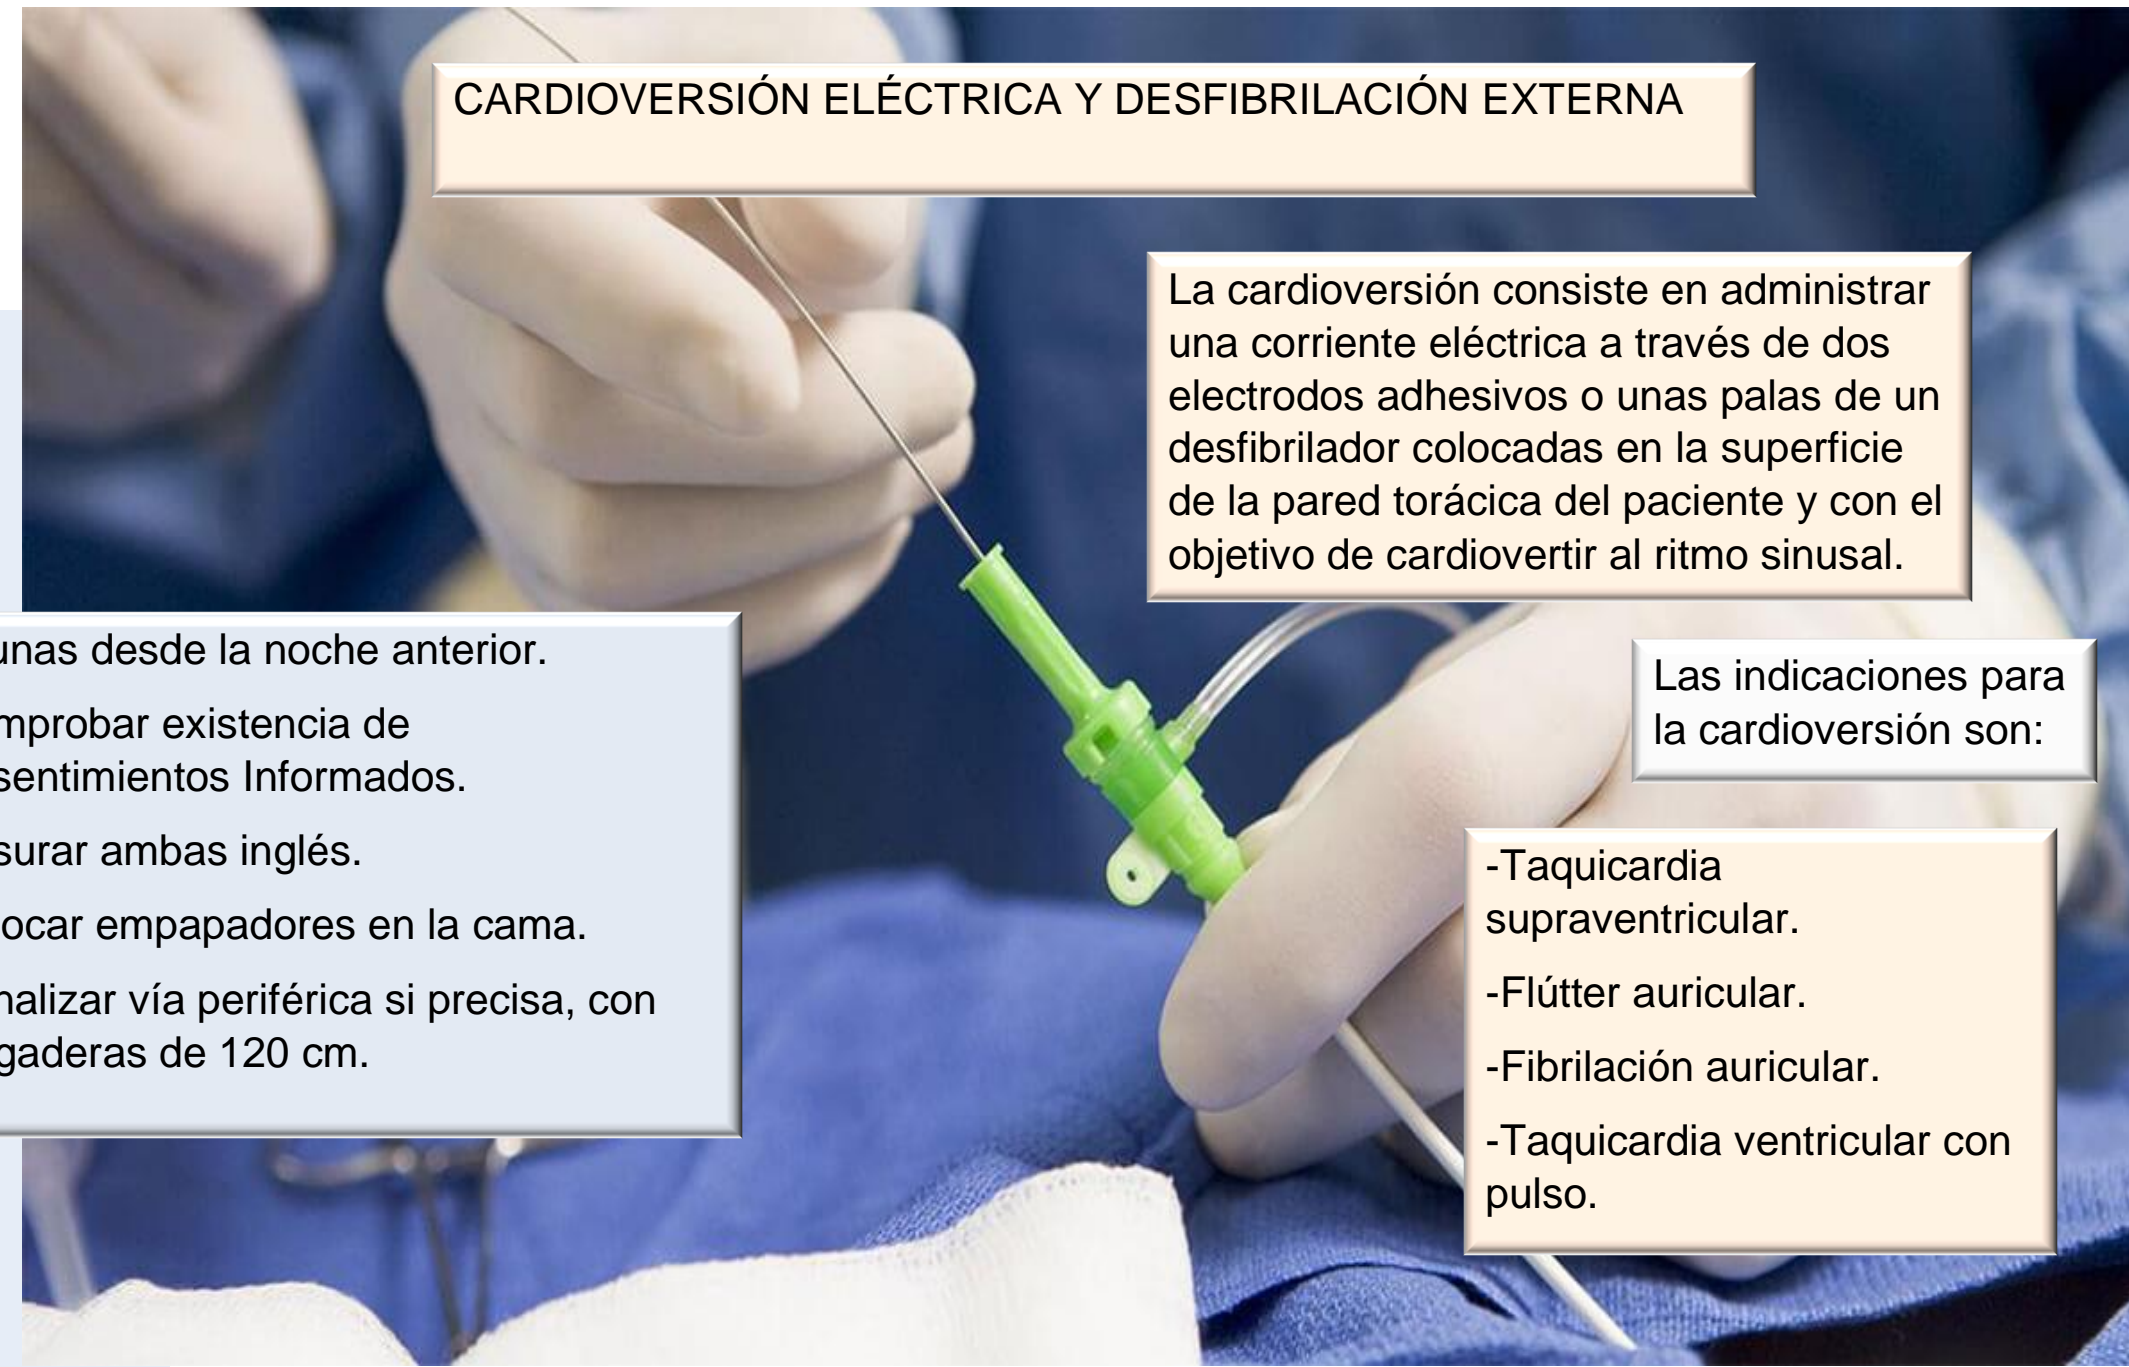 CARDIOVERSIÓN ELÉCTRICA Y DESFIBRILACIÓN EXTERNA
La cardioversión consiste en administrar
una corriente eléctrica a través de dos
electrodos adhesivos o unas palas de un
desfibrilador colocadas en la superficie
de la pared torácica del paciente y con el
objetivo de cardiovertir al ritmo sinusal.
unas desde la noche anterior.
mprobar existencia de
sentimientos Informados.
surar ambas inglés.
ocar empapadores en la cama.
nalizar vía periférica si precisa, con
gaderas de 120 cm.
Las indicaciones para
la cardioversión son:
-Taquicardia
supraventricular.
-Flútter auricular.
-Fibrilación auricular.
-Taquicardia ventricular con
pulso.